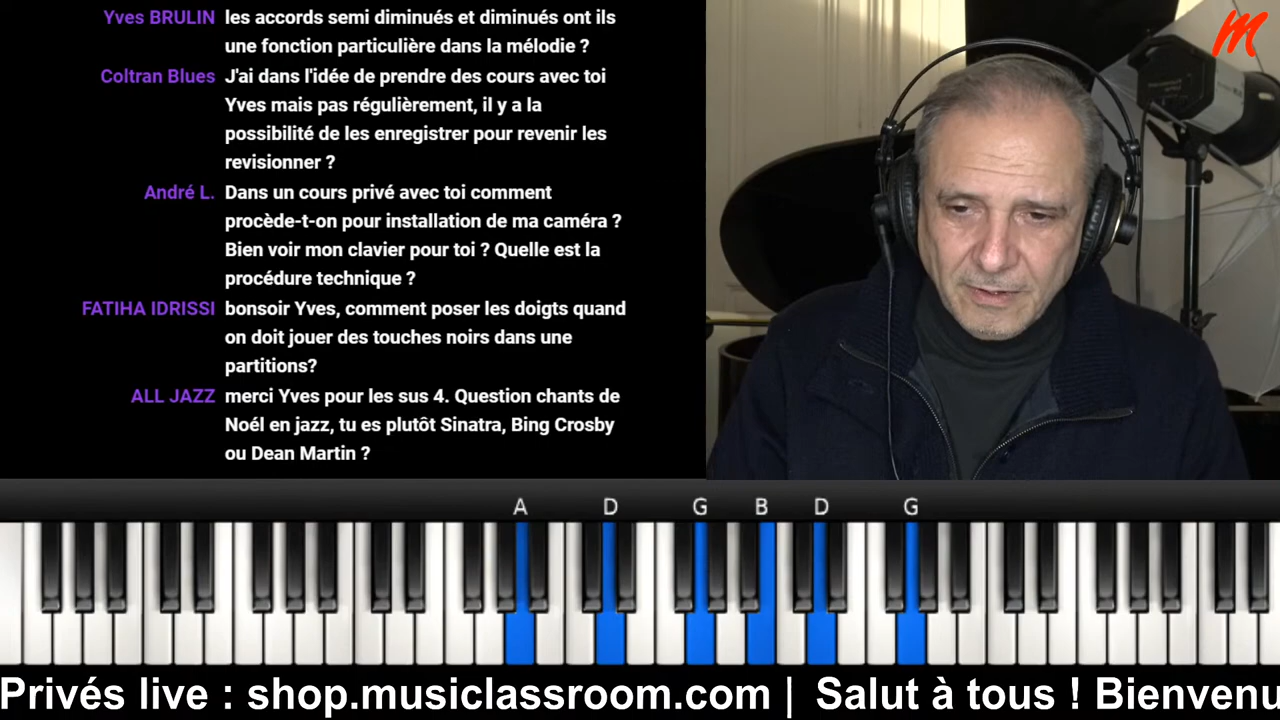 Yves BRULIN les accords semi diminués et diminués ont ils
une fonction particulière dans la mélodie ?
Coltran Blues J'ai dans l'idée de prendre des cours avec toi
Yves mais pas régulièrement, il y a la
possibilité de les enregistrer pour revenir les
revisionner ?
André L. Dans un cours privé avec toi comment
procède-t-on pour installation de ma caméra ?
Bien voir mon clavier pour toi ? Quelle est la
procédure technique ?
FATIHA IDRISSI bonsoir Yves, comment poser les doigts quand
on doit jouer des touches noirs dans une
partitions?
ALL JAZZ merci Yves pour les sus 4. Question chants de
Noél en jazz, tu es plutôt Sinatra, Bing Crosby
ou Dean Martin ?
M
A D G B D G
Privés live : shop.musiclassroom.com | Salut à tous ! Bienvenu